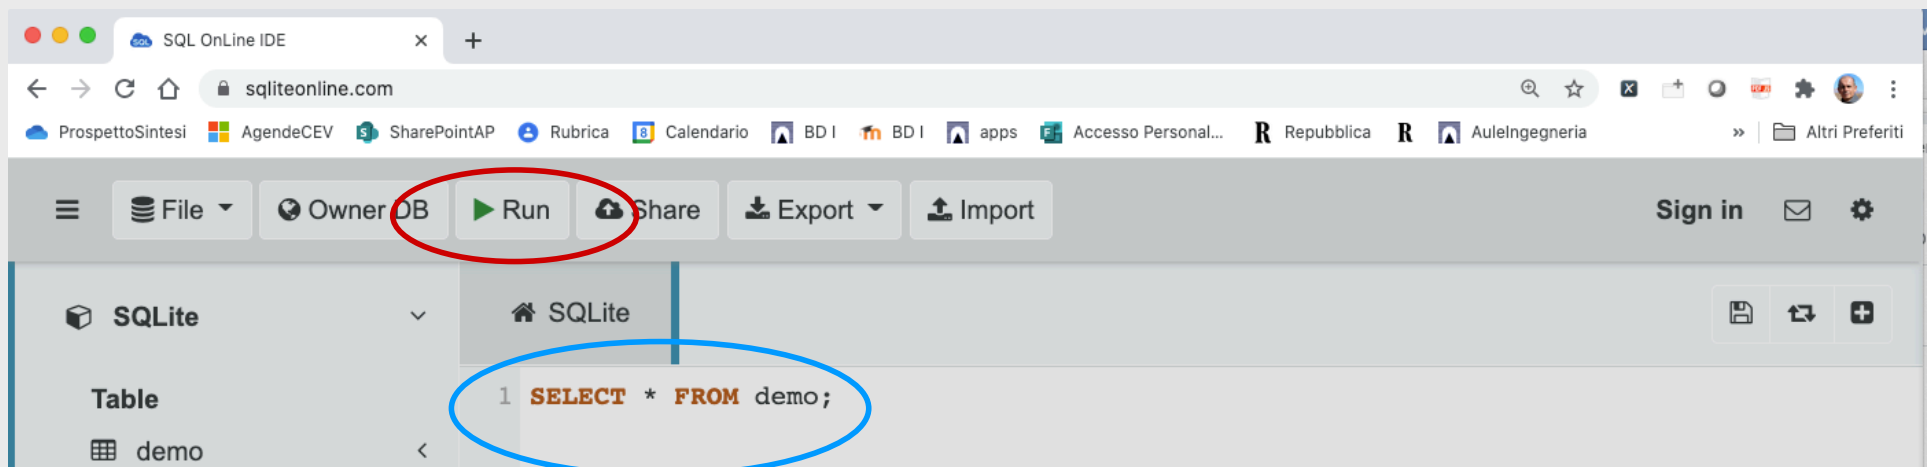 SQL OnLine IDE
sqliteonline.com
ProspettoSintesi AgendeCEV SharePointAP Rubrica Calendario BD I BD I apps Accesso Personal... Repubblica AuleIngegneria » Altri Preferiti
File Owner DB Run Share Export Import Sign in
SQLite SQLite
1 SELECT * FROM demo;
Table
demo